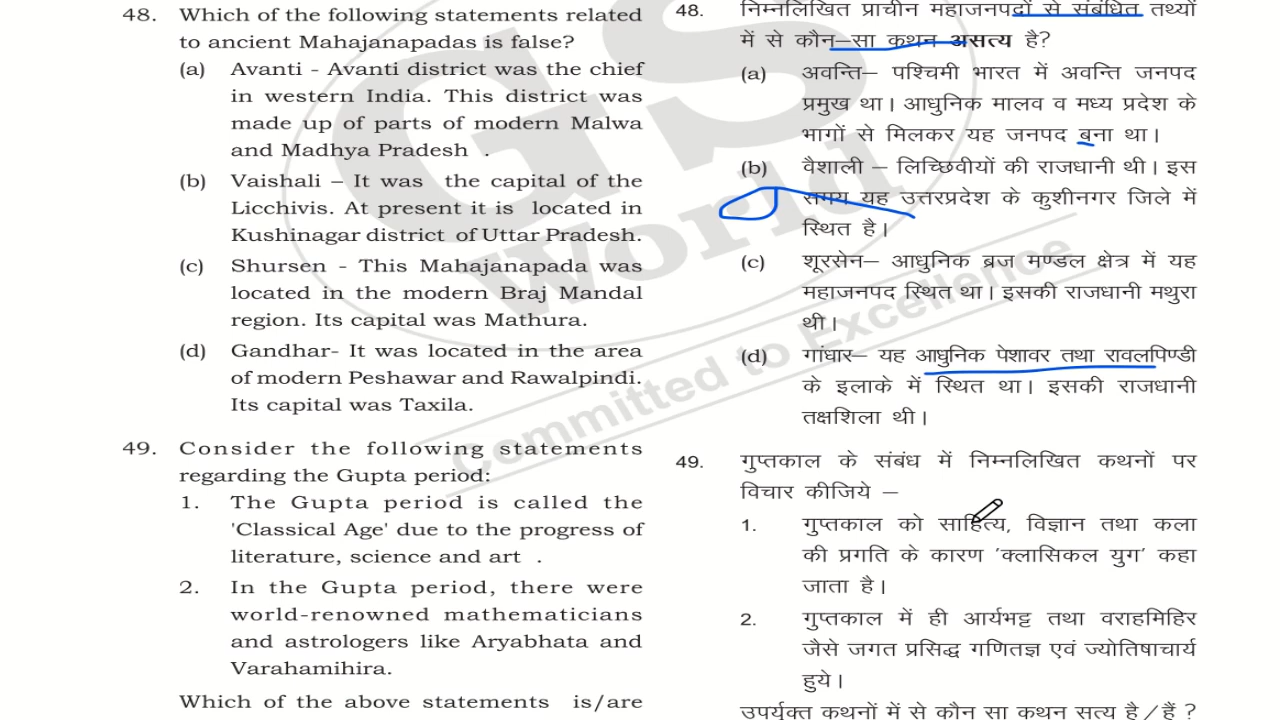 48. Which of the following statements related
to ancient Mahajanapadas is false?
(a) Avanti - Avanti district was the chief
in western India. This district was
made up of parts of modern Malwa
and Madhya Pradesh .
(b) Vaishali – It was the capital of the
Licchivis. At present it is located in
Kushinagar district of Uttar Pradesh.
(c) Shursen - This Mahajanapada was
located in the modern Braj Mandal
region. Its capital was Mathura.
(d) Gandhar- It was located in the area
of modern Peshawar and Rawalpindi.
Its capital was Taxila.
49. Consider the following statements
regarding the Gupta period:
1. The Gupta period is called the
'Classical Age' due to the progress of
literature, science and art .
2. In the Gupta period, there were
world-renowned mathematicians
and astrologers like Aryabhata and
Varahamihira.
Which of the above statements is/are
48. निम्नलिखित प्राचीन महाजनपदों से संबंधित तथ्यों
में से कौन–सा कथन असत्य है?
(a) अवन्ति– पश्चिमी भारत में अवन्ति जनपद
प्रमुख था। आधुनिक मालव व मध्य प्रदेश के
भागों से मिलकर यह जनपद बना था।
(b) वैशाली – लिच्छिवीयों की राजधानी थी। इस
समय यह उत्तरप्रदेश के कुशीनगर जिले में
स्थित है।
(c) शूरसेन– आधुनिक ब्रज मण्डल क्षेत्र में यह
महाजनपद स्थित था। इसकी राजधानी मथुरा
थी।
(d) गांधार– यह आधुनिक पेशावर तथा रावलपिण्डी
के इलाके में स्थित था। इसकी राजधानी
तक्षशिला थी।
49. गुप्तकाल के संबंध में निम्नलिखित कथनों पर
विचार कीजिये –
1. गुप्तकाल को साहित्य, विज्ञान तथा कला
की प्रगति के कारण 'क्लासिकल युग' कहा
जाता है।
2. गुप्तकाल में ही आर्यभट्ट तथा वराहमिहिर
जैसे जगत प्रसिद्ध गणितज्ञ एवं ज्योतिषाचार्य
हुये।
उपर्युक्त कथनों में से कौन सा कथन सत्य है/हैं ?
GS
World
Committed to Excellence